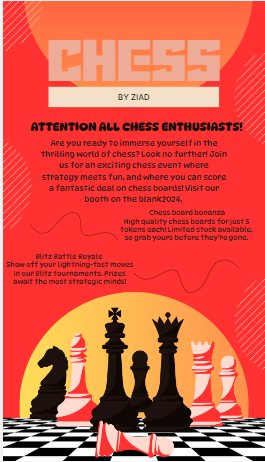 CHESS
BY ZIAD
ATTENTION ALL CHESS ENTHUSIASTS!
Are you ready to immerse yourself in the
thrilling world of chess? Look no further! Join
us for an exciting chess event where
strategy meets fun, and where you can score
a fantastic deal on chess boards! Visit our
booth on the blank2024.
Chess board bonanza
High quality chess boards for just 5
tokens each! Limited stock available,
so grab yours before they're gone.
Blitz Battle Royale
Show off your lightning-fast moves
in our Blitz tournaments. Prizes
await the most strategic minds!